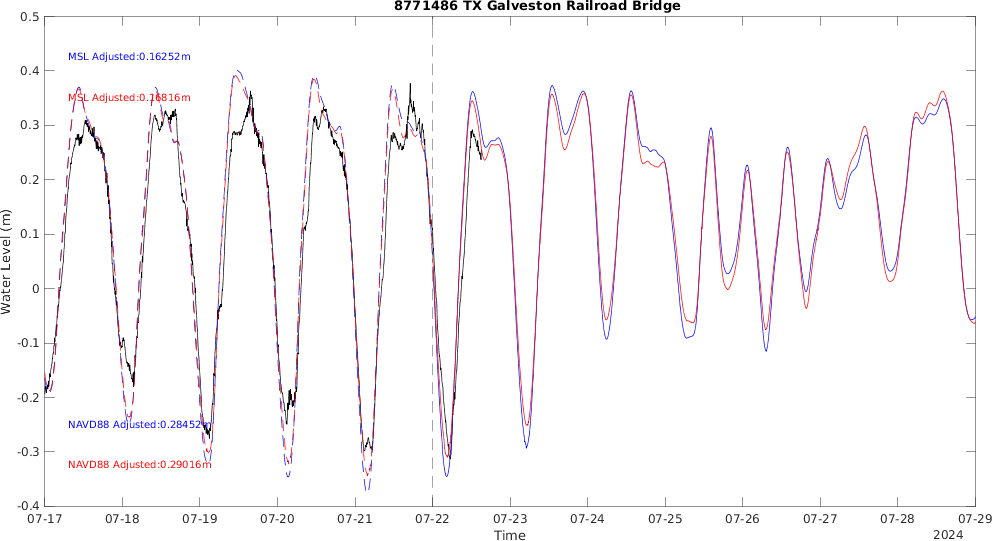 8771486 TX Galveston Railroad Bridge
0.5
MSL Adjusted:0.16252m
0.4
MSL Adjusted:0.16816m
0.3
0.2
0.1
Water Level (m)
0
-0.1
-0.2
NAVD88 Adjusted:0.28452m
-0.3
NAVD88 Adjusted:0.29016m
-0.4
07-17 07-18 07-19 07-20 07-21 07-22 07-23 07-24 07-25 07-26 07-27 07-28 07-29
Time
2024